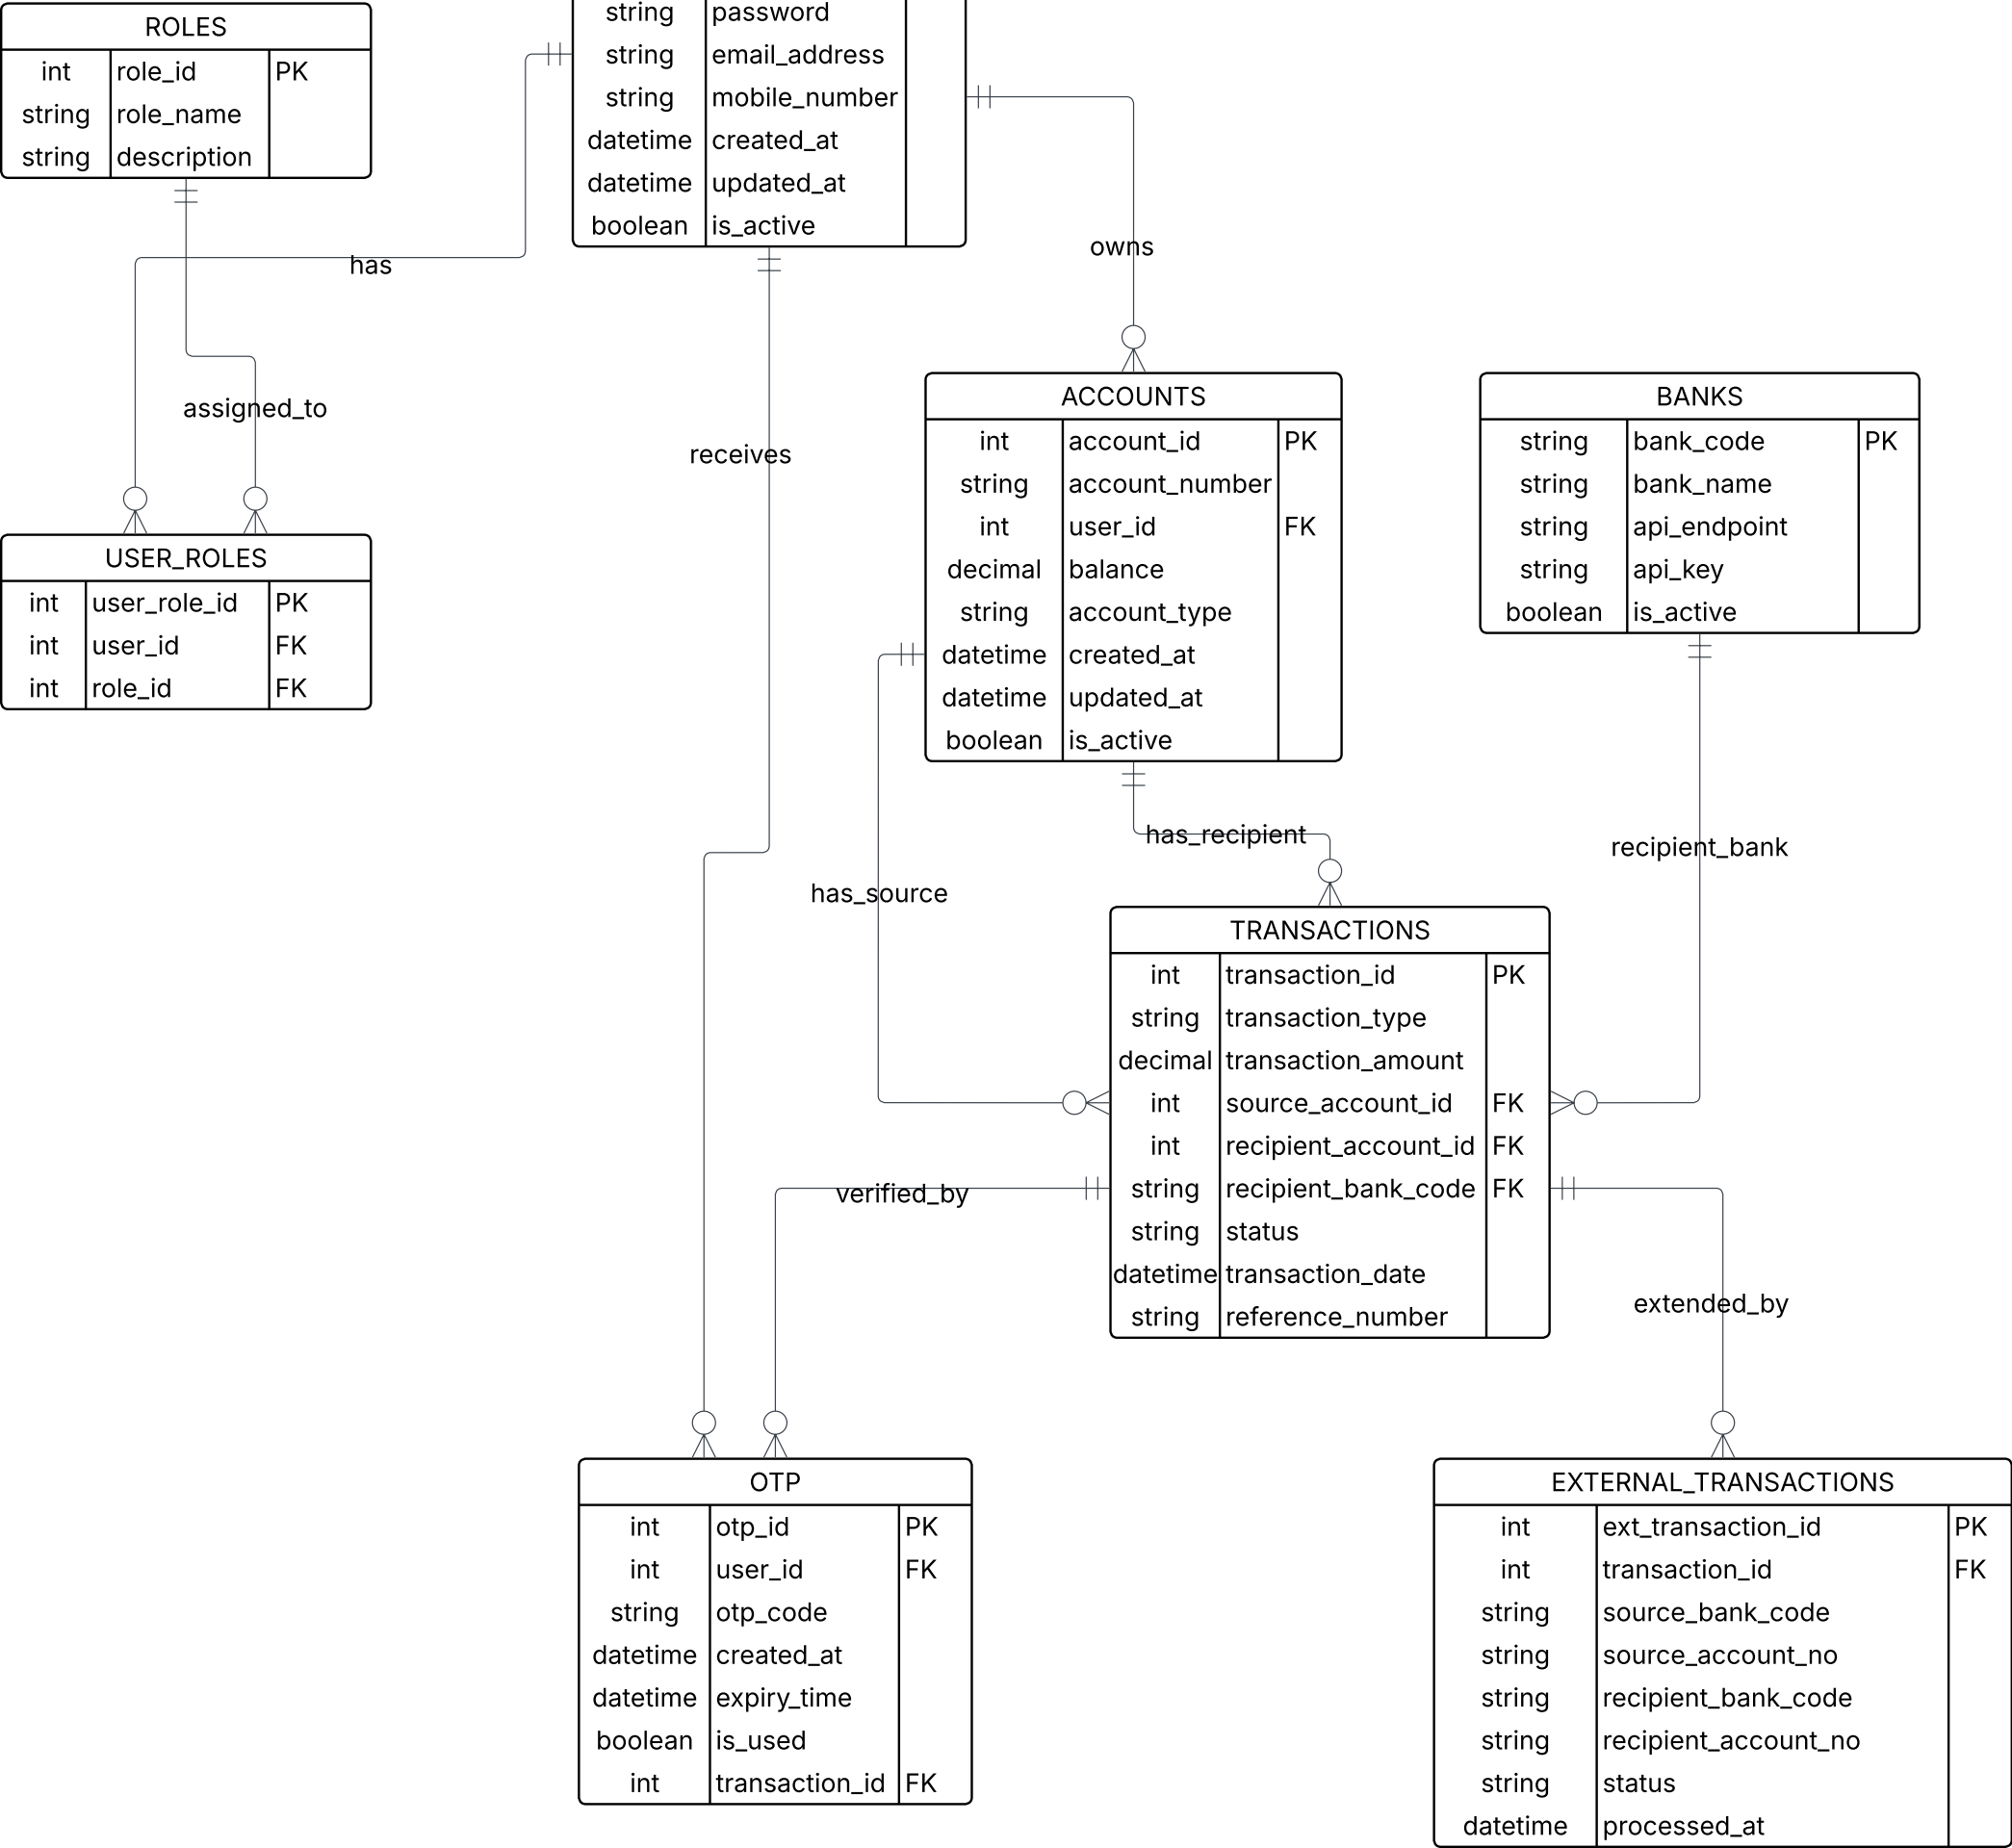 ROLES
int role_id PK
string role_name
string description
string password
string email_address
string mobile_number
datetime created_at
datetime updated_at
boolean is_active
has
owns
assigned_to
receives
ACCOUNTS
int account_id PK
string account_number
int user_id FK
decimal balance
string account_type
datetime created_at
datetime updated_at
boolean is_active
BANKS
string bank_code PK
string bank_name
string api_endpoint
string api_key
boolean is_active
USER_ROLES
int user_role_id PK
int user_id FK
int role_id FK
has_recipient
recipient_bank
has_source
TRANSACTIONS
int transaction_id PK
string transaction_type
decimal transaction_amount
int source_account_id FK
int recipient_account_id FK
string recipient_bank_code FK
string status
datetime transaction_date
string reference_number
verified_by
extended_by
OTP
int otp_id PK
int user_id FK
string otp_code
datetime created_at
datetime expiry_time
boolean is_used
int transaction_id FK
EXTERNAL_TRANSACTIONS
int ext_transaction_id PK
int transaction_id FK
string source_bank_code
string source_account_no
string recipient_bank_code
string recipient_account_no
string status
datetime processed_at